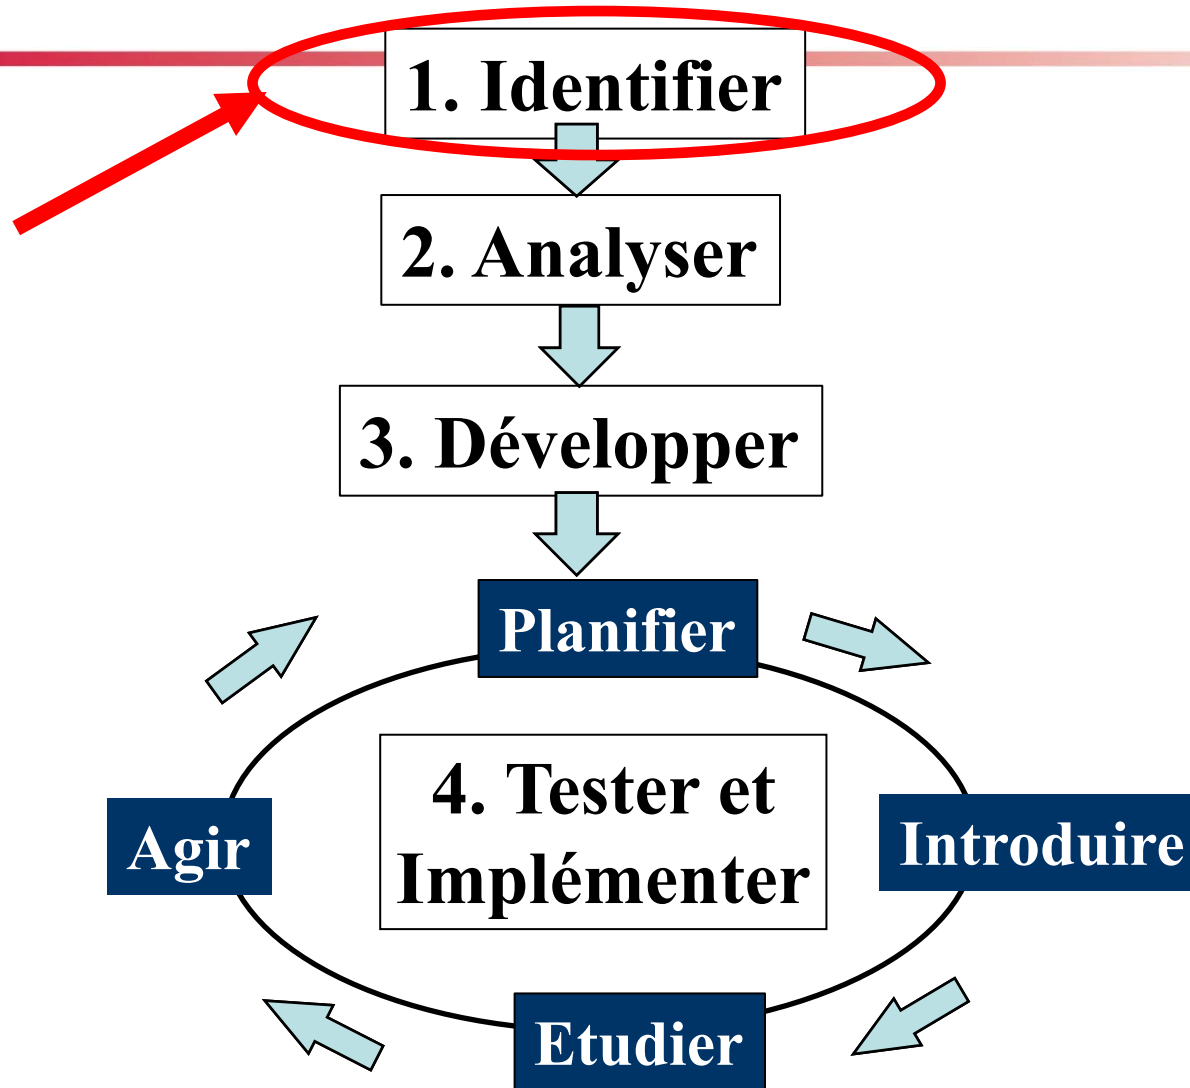 1. Identifier
2. Analyser
3. Développer
Planifier
4. Tester et
Implémenter
Agir
Introduire
Etudier